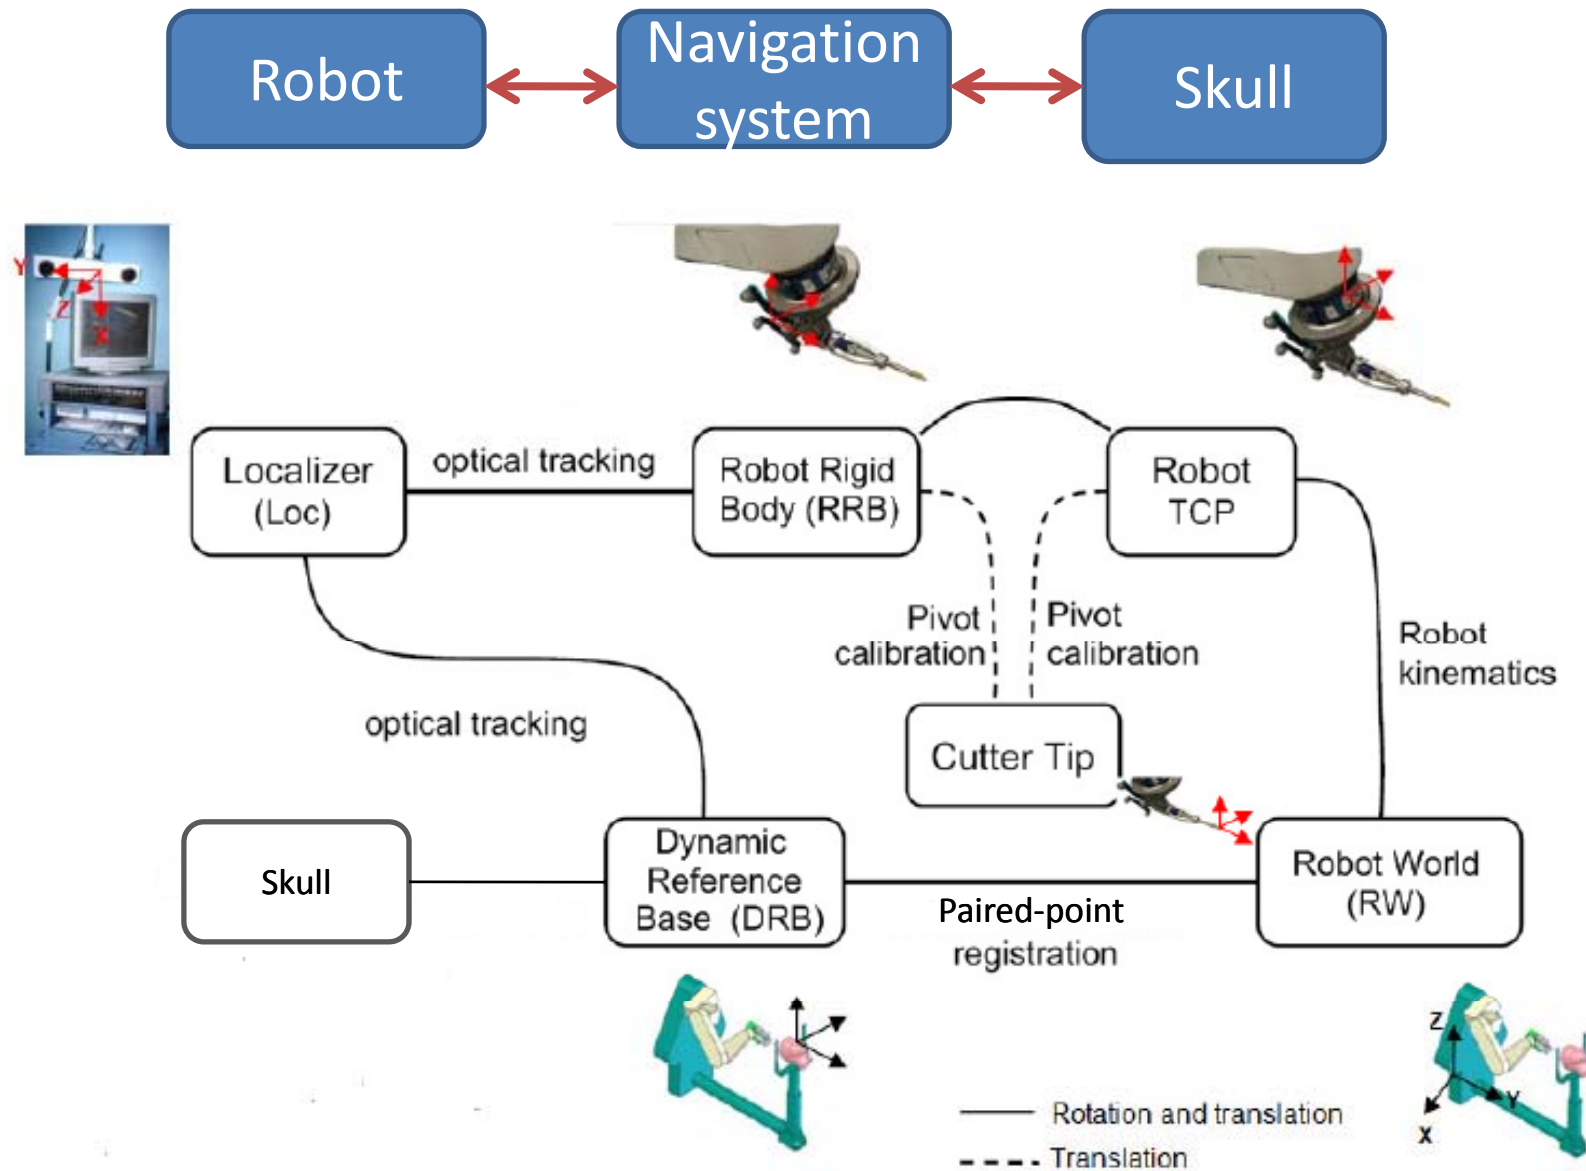 Robot
Navigation
system
Skull
Y
Z
X
Localizer
(Loc)
optical tracking
Robot Rigid
Body (RRB)
Robot
TCP
Pivot
calibration
Pivot
calibration
Robot
kinematics
optical tracking
Cutter Tip
Skull
Dynamic
Reference
Base (DRB)
Paired-point
registration
Robot World
(RW)
Z
Y
X
Rotation and translation
Translation